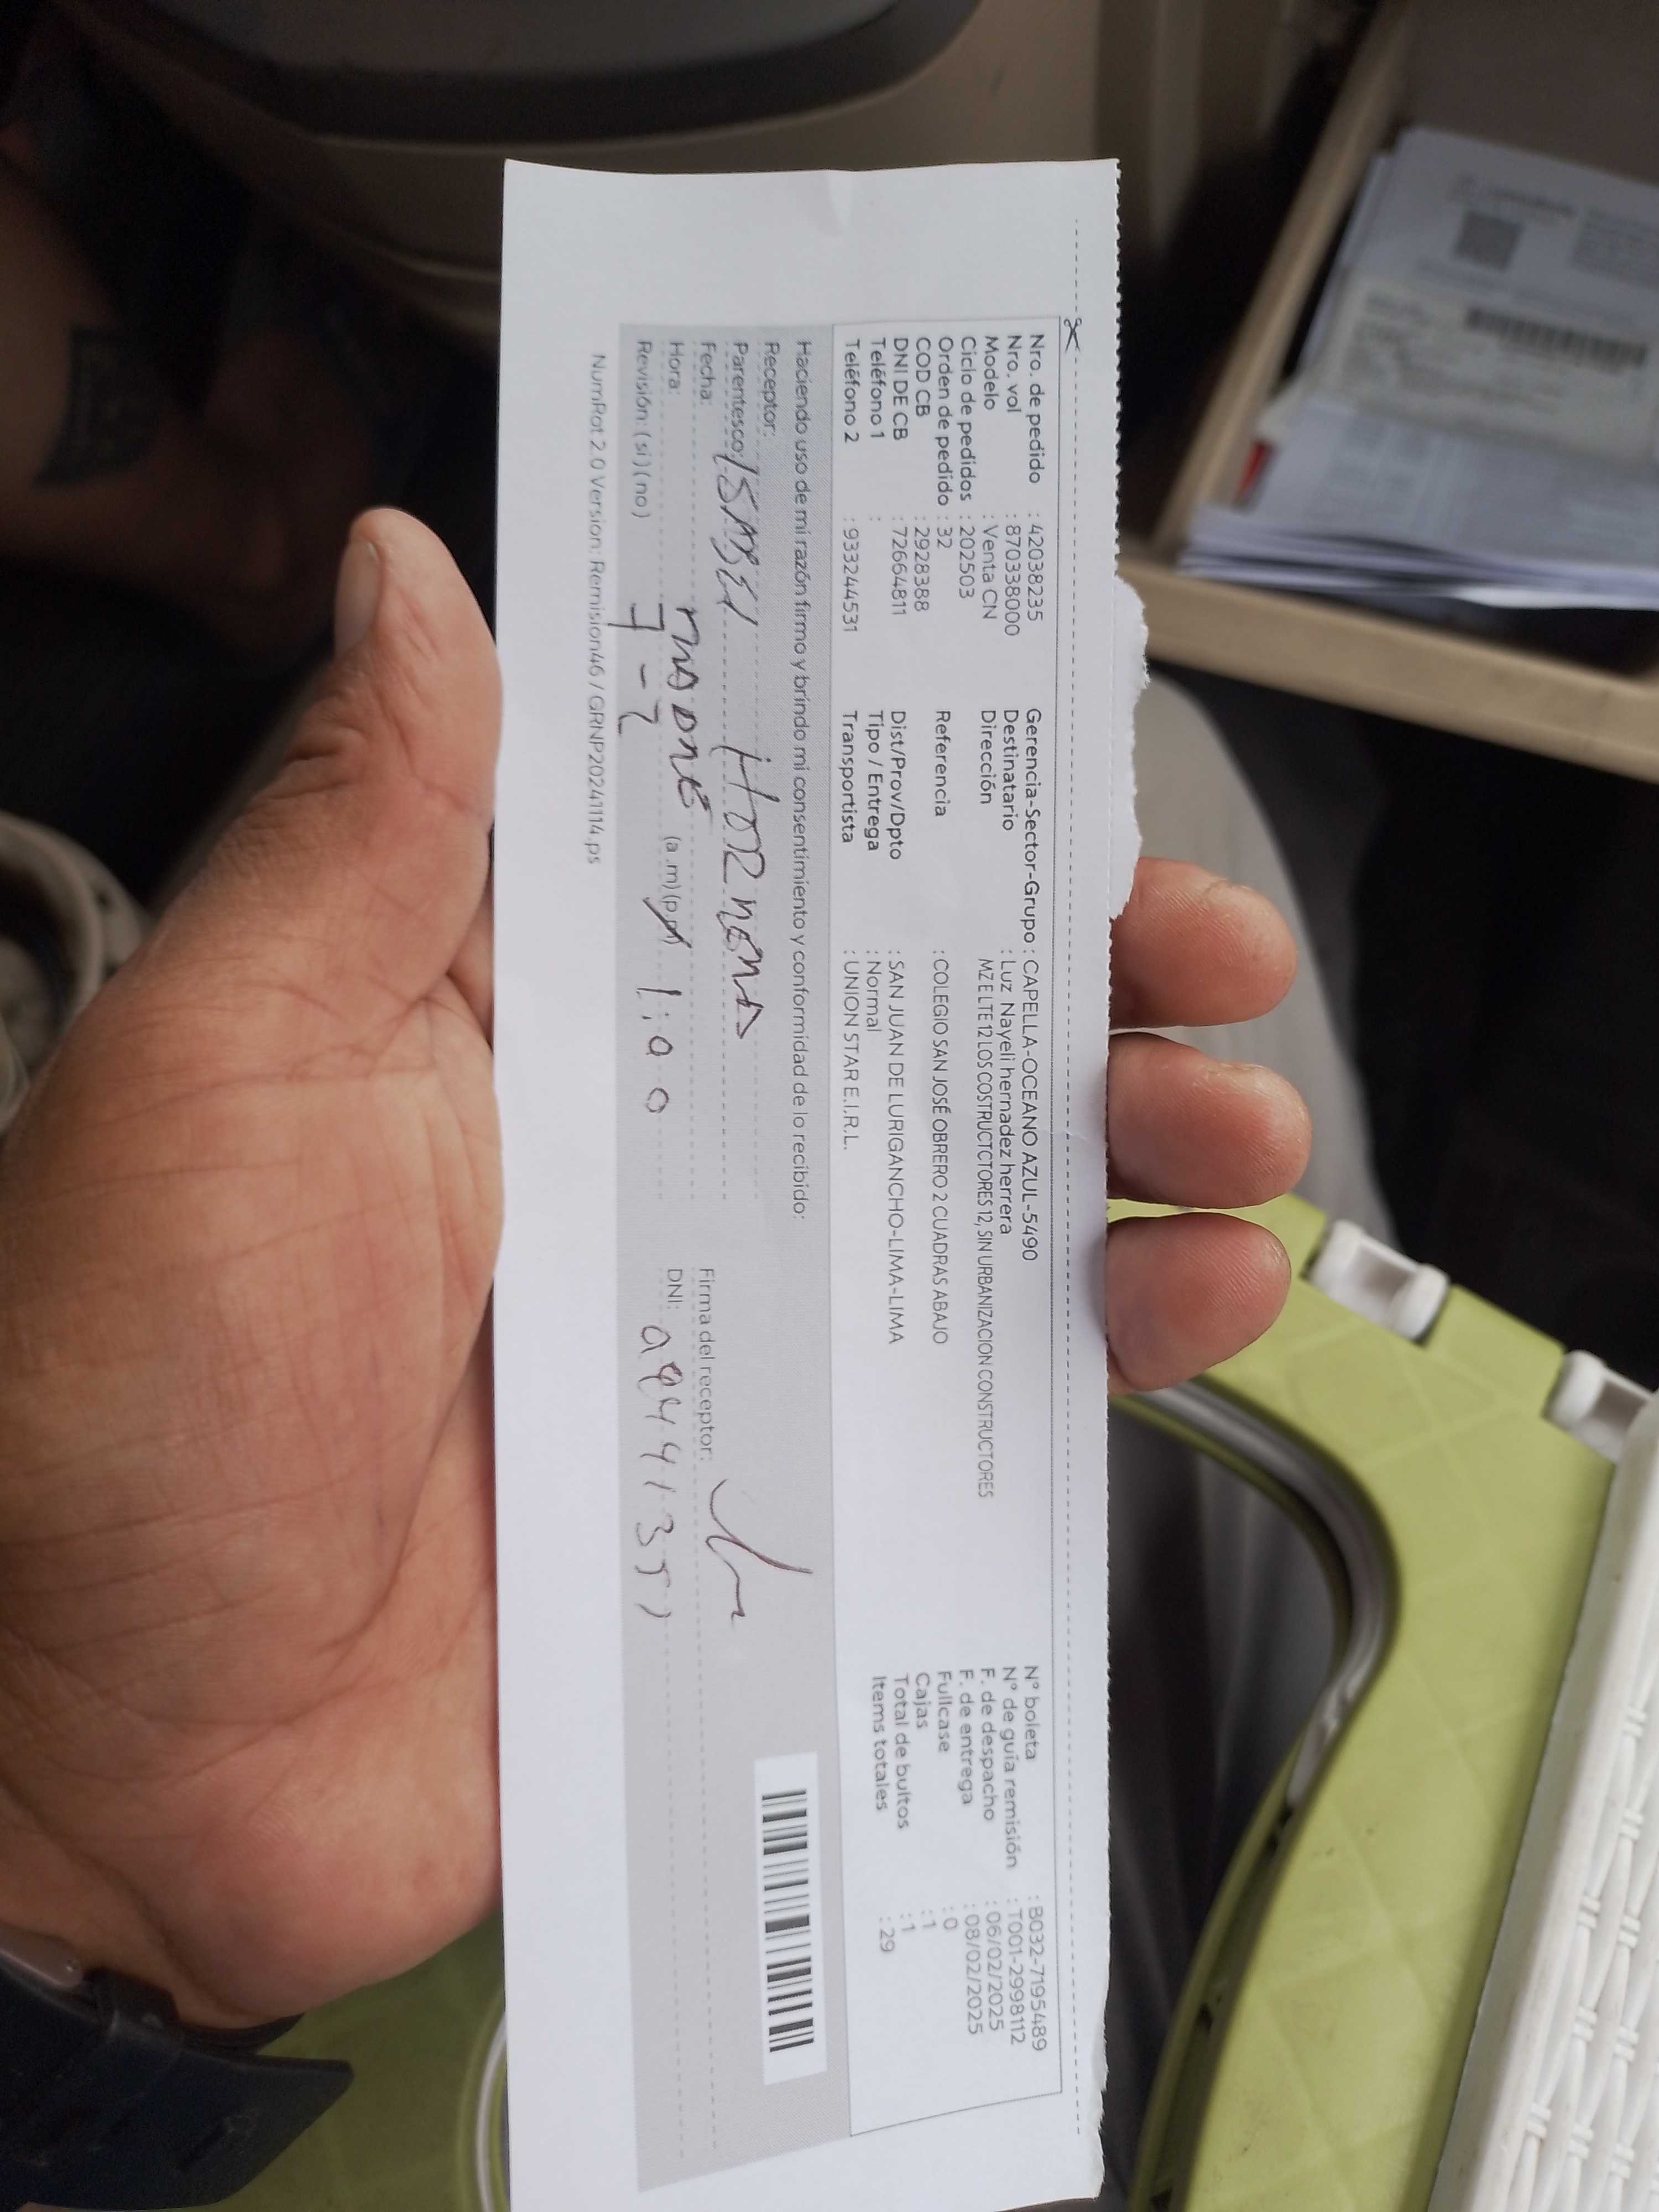 Nro. de pedido : 42038235 Gerencia-Sector-Grupo : CAPELLA-OCEANO AZUL-5490 N° boleta : B032-7195489
Nro. vol : 870338000 Destinatario : Luz Nayeli hernadez herrera N° de guía remisión : T001-2998112
Modelo : Venta CN Dirección MZ E LTE 12 LOS COSTRUCTCTORES 12, SIN URBANIZACION CONSTRUCTORES F. de despacho : 06/02/2025
Ciclo de pedidos : 202503 F. de entrega : 08/02/2025
Orden de pedido : 32 Referencia : COLEGIO SAN JOSÉ OBRERO 2 CUADRAS ABAJO Fullcase : 0
COD CB : 2928388 Cajas : 1
DNI DE CB : 72664811 Dist/Prov/Dpto : SAN JUAN DE LURIGANCHO-LIMA-LIMA Total de bultos : 1
Teléfono 1 : Tipo / Entrega : Normal Items totales : 29
Teléfono 2 : 933244531 Transportista : UNION STAR E.I.R.L.
Haciendo uso de mi razón firmo y brindo mi consentimiento y conformidad de lo recibido:
Receptor:
Parentesco:
Fecha: Firma del receptor:
Hora: (a.m)(p.m) DNI:
Revisión: (si) (no) 7-2
NumRot 2.0 Version: Remision46 / GRNP20241114.ps